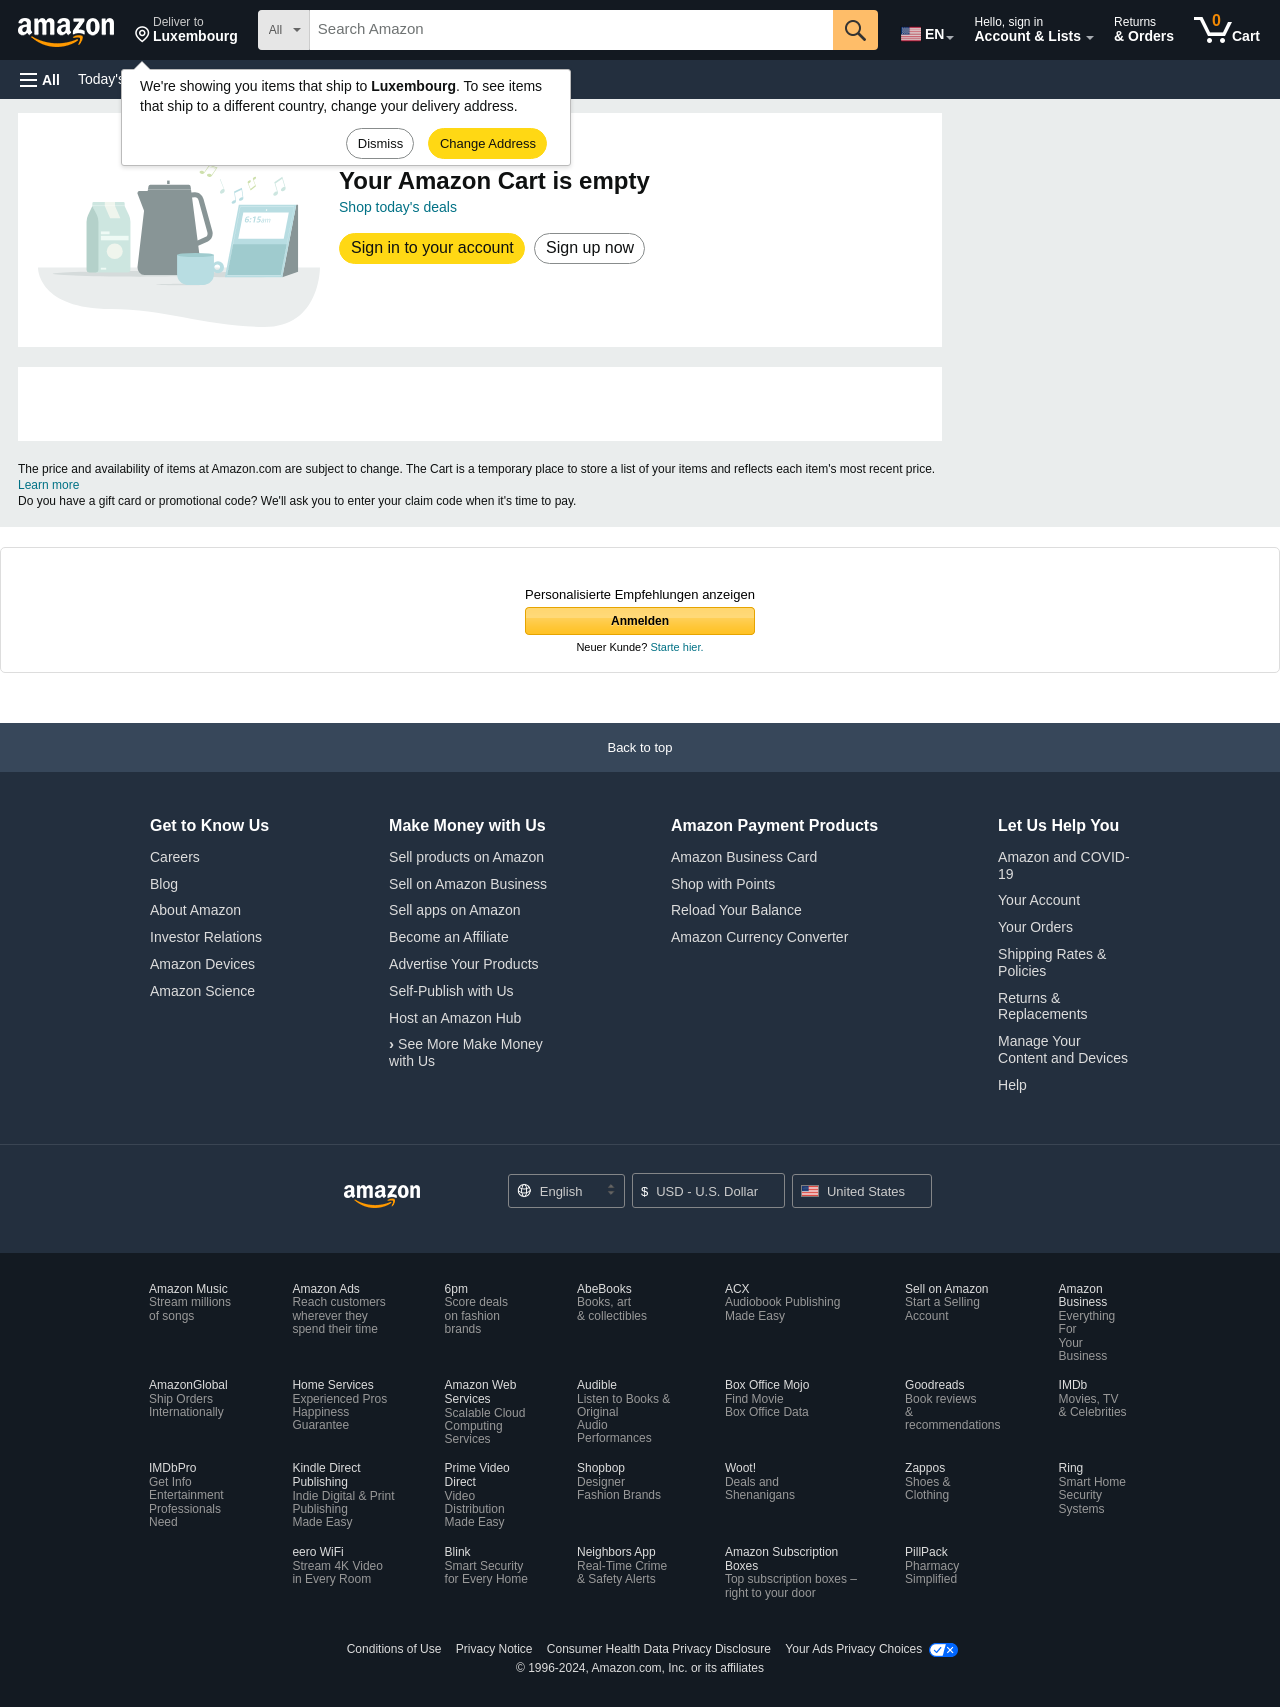 amazon
Deliver to
Luxembourg
All
Search Amazon
EN
Hello, sign in
Account & Lists
Returns
& Orders
0
Cart
All
Today's
We're showing you items that ship to Luxembourg. To see items
that ship to a different country, change your delivery address.
Dismiss
Change Address
6:15am
Your Amazon Cart is empty
Shop today's deals
Sign in to your account
Sign up now
The price and availability of items at Amazon.com are subject to change. The Cart is a temporary place to store a list of your items and reflects each item's most recent price.
Learn more
Do you have a gift card or promotional code? We'll ask you to enter your claim code when it's time to pay.
Personalisierte Empfehlungen anzeigen
Anmelden
Neuer Kunde? Starte hier.
Back to top
Get to Know Us
Careers
Blog
About Amazon
Investor Relations
Amazon Devices
Amazon Science
Make Money with Us
Sell products on Amazon
Sell on Amazon Business
Sell apps on Amazon
Become an Affiliate
Advertise Your Products
Self-Publish with Us
Host an Amazon Hub
› See More Make Money
with Us
Amazon Payment Products
Amazon Business Card
Shop with Points
Reload Your Balance
Amazon Currency Converter
Let Us Help You
Amazon and COVID-
19
Your Account
Your Orders
Shipping Rates &
Policies
Returns &
Replacements
Manage Your
Content and Devices
Help
amazon
English
$ USD - U.S. Dollar
United States
Amazon Music
Stream millions
of songs
Amazon Ads
Reach customers
wherever they
spend their time
6pm
Score deals
on fashion
brands
AbeBooks
Books, art
& collectibles
ACX
Audiobook Publishing
Made Easy
Sell on Amazon
Start a Selling
Account
Amazon
Business
Everything
For
Your
Business
AmazonGlobal
Ship Orders
Internationally
Home Services
Experienced Pros
Happiness
Guarantee
Amazon Web
Services
Scalable Cloud
Computing
Services
Audible
Listen to Books &
Original
Audio
Performances
Box Office Mojo
Find Movie
Box Office Data
Goodreads
Book reviews
&
recommendations
IMDb
Movies, TV
& Celebrities
IMDbPro
Get Info
Entertainment
Professionals
Need
Kindle Direct
Publishing
Indie Digital & Print
Publishing
Made Easy
Prime Video
Direct
Video
Distribution
Made Easy
Shopbop
Designer
Fashion Brands
Woot!
Deals and
Shenanigans
Zappos
Shoes &
Clothing
Ring
Smart Home
Security
Systems
eero WiFi
Stream 4K Video
in Every Room
Blink
Smart Security
for Every Home
Neighbors App
Real-Time Crime
& Safety Alerts
Amazon Subscription
Boxes
Top subscription boxes –
right to your door
PillPack
Pharmacy
Simplified
Conditions of Use Privacy Notice Consumer Health Data Privacy Disclosure Your Ads Privacy Choices
© 1996-2024, Amazon.com, Inc. or its affiliates